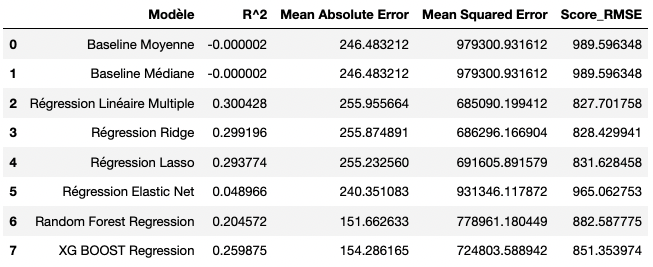 Modèle R^2 Mean Absolute Error Mean Squared Error Score_RMSE
0 Baseline Moyenne -0.000002 246.483212 979300.931612 989.596348
1 Baseline Médiane -0.000002 246.483212 979300.931612 989.596348
2 Régression Linéaire Multiple 0.300428 255.955664 685090.199412 827.701758
3 Régression Ridge 0.299196 255.874891 686296.166904 828.429941
4 Régression Lasso 0.293774 255.232560 691605.891579 831.628458
5 Régression Elastic Net 0.048966 240.351083 931346.117872 965.062753
6 Random Forest Regression 0.204572 151.662633 778961.180449 882.587775
7 XG BOOST Regression 0.259875 154.286165 724803.588942 851.353974